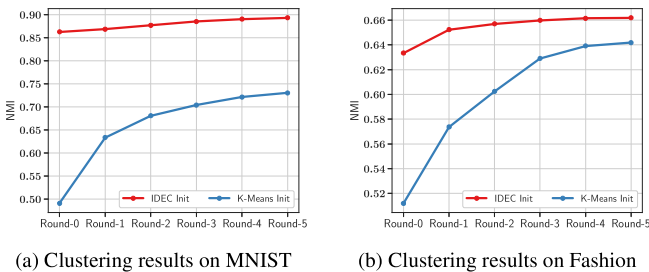 0.90
0.85
0.80
0.75
0.70
0.65
0.60
0.55
0.50
NMI
IDEC Init
K-Means Init
Round-0 Round-1 Round-2 Round-3 Round-4 Round-5
(a) Clustering results on MNIST
0.66
0.64
0.62
0.60
0.58
0.56
0.54
0.52
NMI
IDEC Init
K-Means Init
Round-0 Round-1 Round-2 Round-3 Round-4 Round-5
(b) Clustering results on Fashion